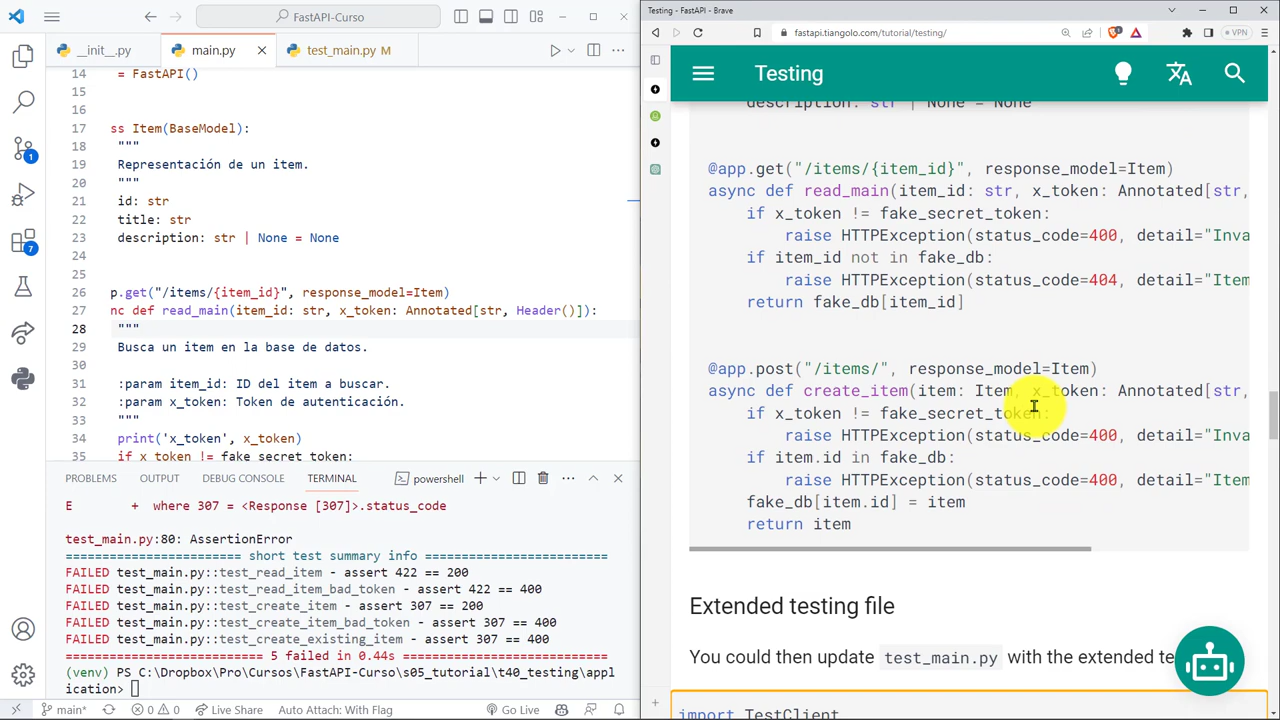 FastAPI-Curso
__init__.py
main.py
test_main.py M
14 = FastAPI()
15
16
17 ss Item(BaseModel):
18 """
19 Representación de un item.
20 """
21 id: str
22 title: str
23 description: str | None = None
24
25
26 p.get("/items/{item_id}", response_model=Item)
27 nc def read_main(item_id: str, x_token: Annotated[str, Header()]):
28 """
29 Busca un item en la base de datos.
30
31 :param item_id: ID del item a buscar.
32 :param x_token: Token de autenticación.
33 """
34 print('x_token', x_token)
35 if x_token != fake_secret_token:
1
7
PROBLEMS OUTPUT DEBUG CONSOLE TERMINAL powershell
E + where 307 = <Response [307]>.status_code
test_main.py:80: AssertionError
======================= short test summary info ========================
FAILED test_main.py::test_read_item - assert 422 == 200
FAILED test_main.py::test_read_item_bad_token - assert 422 == 400
FAILED test_main.py::test_create_item - assert 307 == 200
FAILED test_main.py::test_create_item_bad_token - assert 307 == 400
FAILED test_main.py::test_create_existing_item - assert 307 == 400
========================== 5 failed in 0.44s ===========================
(venv) PS C:\Dropbox\Pro\Cursos\FastAPI-Curso\s05_tutorial\t40_testing\appl
ication>
main* 0 0 Live Share Auto Attach: With Flag Go Live
Testing - FastAPI - Brave
fastapi.tiangolo.com/tutorial/testing/
VPN
Testing
description: str | None = None
@app.get("/items/{item_id}", response_model=Item)
async def read_main(item_id: str, x_token: Annotated[str,
if x_token != fake_secret_token:
raise HTTPException(status_code=400, detail="Inva
if item_id not in fake_db:
raise HTTPException(status_code=404, detail="Item
return fake_db[item_id]
@app.post("/items/", response_model=Item)
async def create_item(item: Item, x_token: Annotated[str,
if x_token != fake_secret_token:
raise HTTPException(status_code=400, detail="Inva
if item.id in fake_db:
raise HTTPException(status_code=400, detail="Item
fake_db[item.id] = item
return item
Extended testing file
You could then update test_main.py with the extended te
import TestClient